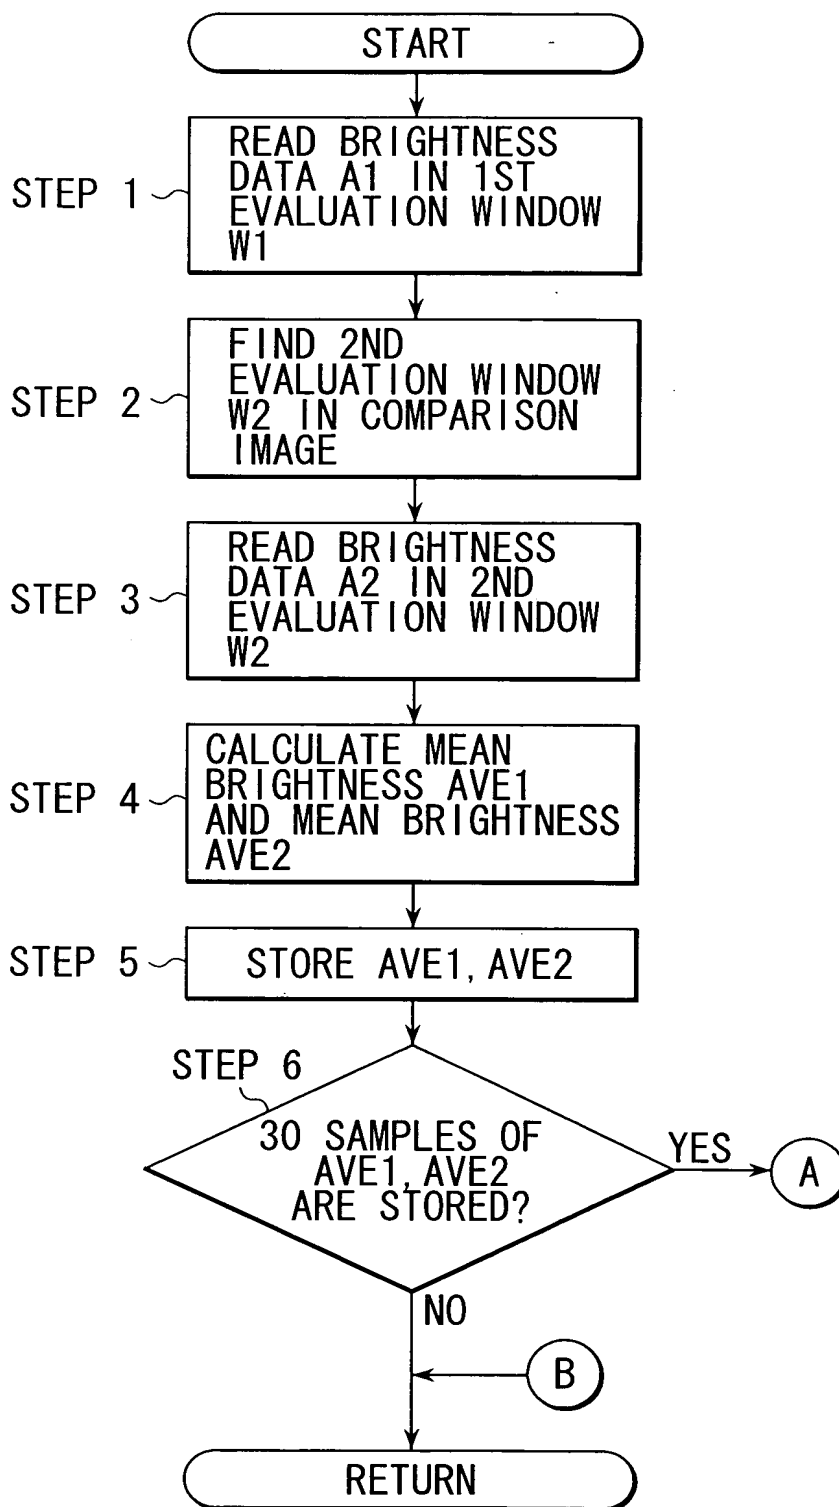 START
STEP 1
READ BRIGHTNESS
DATA A1 IN 1ST
EVALUATION WINDOW
W1
STEP 2
FIND 2ND
EVALUATION WINDOW
W2 IN COMPARISON
IMAGE
STEP 3
READ BRIGHTNESS
DATA A2 IN 2ND
EVALUATION WINDOW
W2
STEP 4
CALCULATE MEAN
BRIGHTNESS AVE1
AND MEAN BRIGHTNESS
AVE2
STEP 5
STORE AVE1, AVE2
STEP 6
30 SAMPLES OF
AVE1, AVE2
ARE STORED?
YES
A
NO
B
RETURN